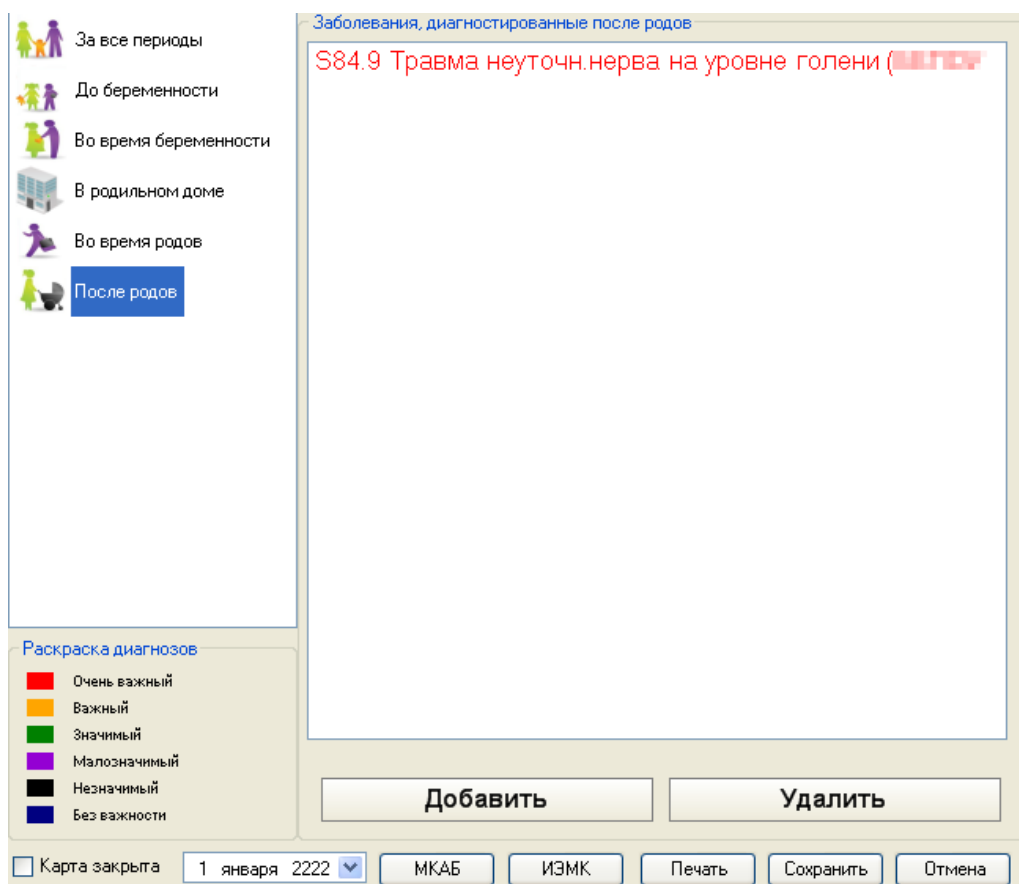 За все периоды
До беременности
Во время беременности
В родильном доме
Во время родов
После родов
Заболевания, диагностированные после родов
S84.9 Травма неуточн.нерва на уровне голени (
Раскраска диагнозов
Очень важный
Важный
Значимый
Малозначимый
Незначимый
Без важности
Добавить
Удалить
Карта закрыта
1 января 2222
МКАБ
ИЭМК
Печать
Сохранить
Отмена